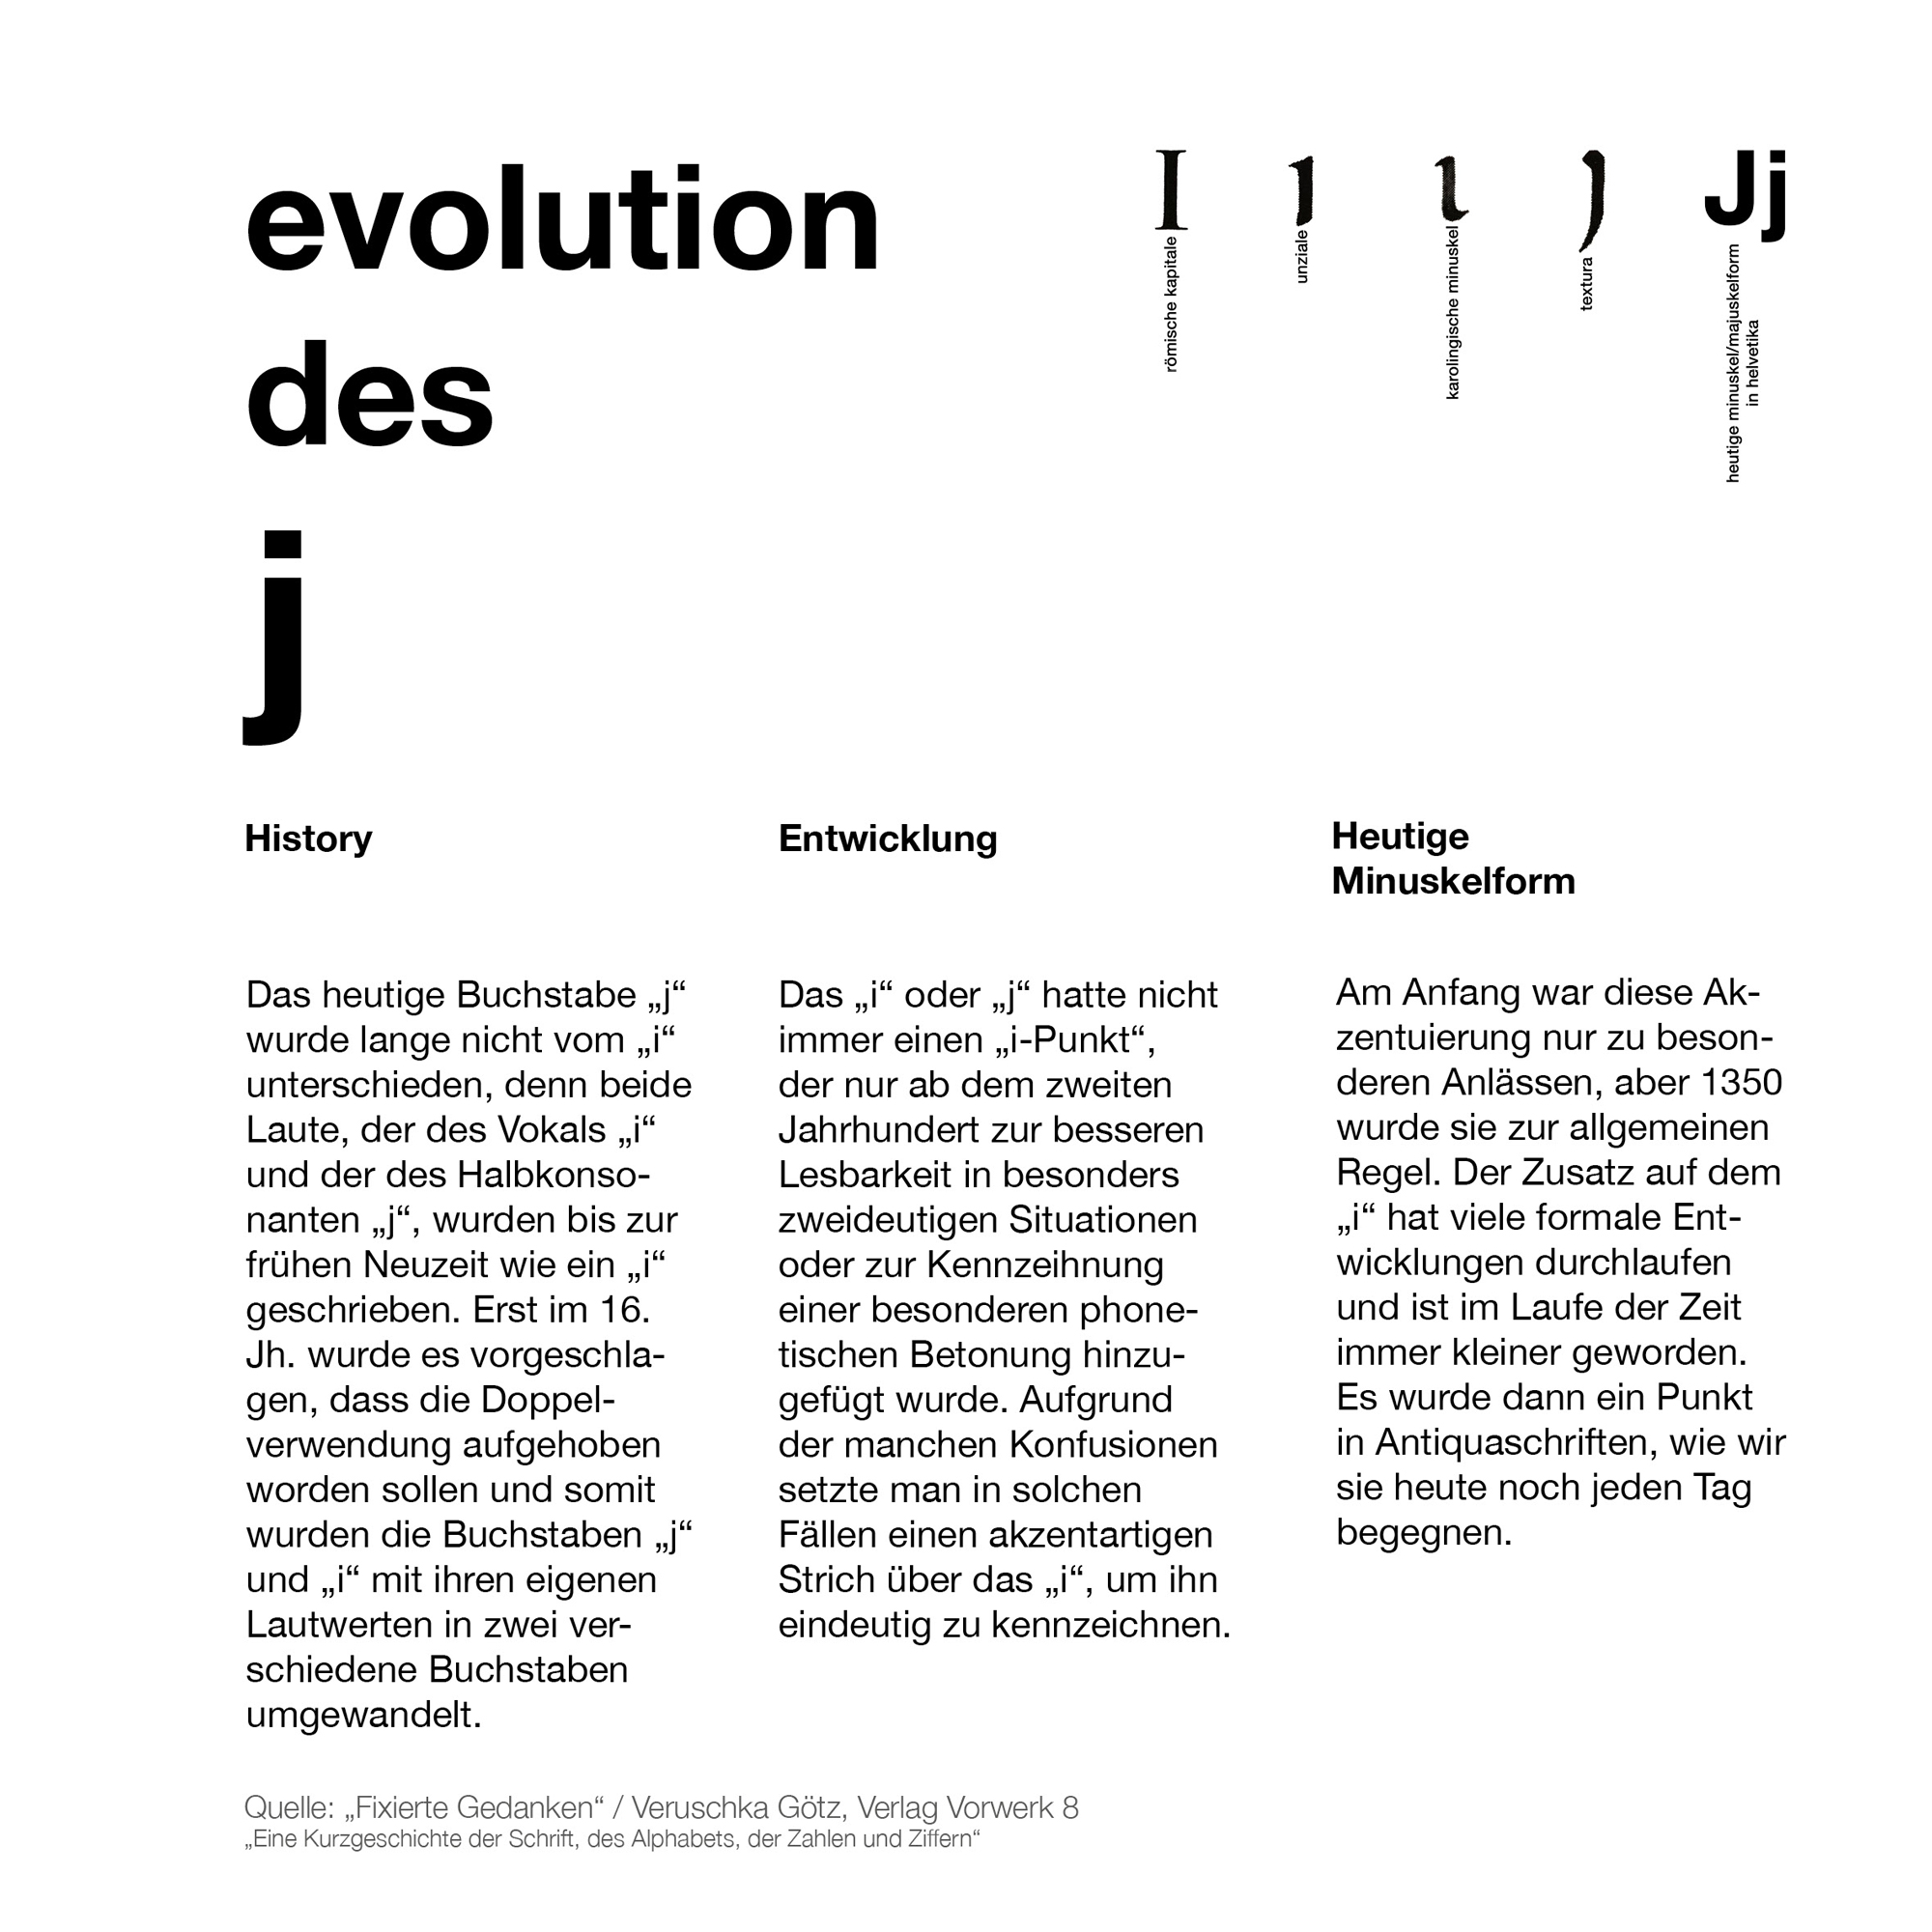 evolution
des
j
I
römische kapitale
ı
unziale
ı
karolingische minuskel
ȷ
textura
Jj
heutige minuskel/majuskelform
in helvetika
History
Das heutige Buchstabe „j“
wurde lange nicht vom „i“
unterschieden, denn beide
Laute, der des Vokals „i“
und der des Halbkonso-
nanten „j“, wurden bis zur
frühen Neuzeit wie ein „i“
geschrieben. Erst im 16.
Jh. wurde es vorgeschla-
gen, dass die Doppel-
verwendung aufgehoben
worden sollen und somit
wurden die Buchstaben „j“
und „i“ mit ihren eigenen
Lautwerten in zwei ver-
schiedene Buchstaben
umgewandelt.
Entwicklung
Das „i“ oder „j“ hatte nicht
immer einen „i-Punkt“,
der nur ab dem zweiten
Jahrhundert zur besseren
Lesbarkeit in besonders
zweideutigen Situationen
oder zur Kennzeihnung
einer besonderen phone-
tischen Betonung hinzu-
gefügt wurde. Aufgrund
der manchen Konfusionen
setzte man in solchen
Fällen einen akzentartigen
Strich über das „i“, um ihn
eindeutig zu kennzeichnen.
Heutige
Minuskelform
Am Anfang war diese Ak-
zentuierung nur zu beson-
deren Anlässen, aber 1350
wurde sie zur allgemeinen
Regel. Der Zusatz auf dem
„i“ hat viele formale Ent-
wicklungen durchlaufen
und ist im Laufe der Zeit
immer kleiner geworden.
Es wurde dann ein Punkt
in Antiquaschriften, wie wir
sie heute noch jeden Tag
begegnen.
Quelle: „Fixierte Gedanken“ / Veruschka Götz, Verlag Vorwerk 8
„Eine Kurzgeschichte der Schrift, des Alphabets, der Zahlen und Ziffern“